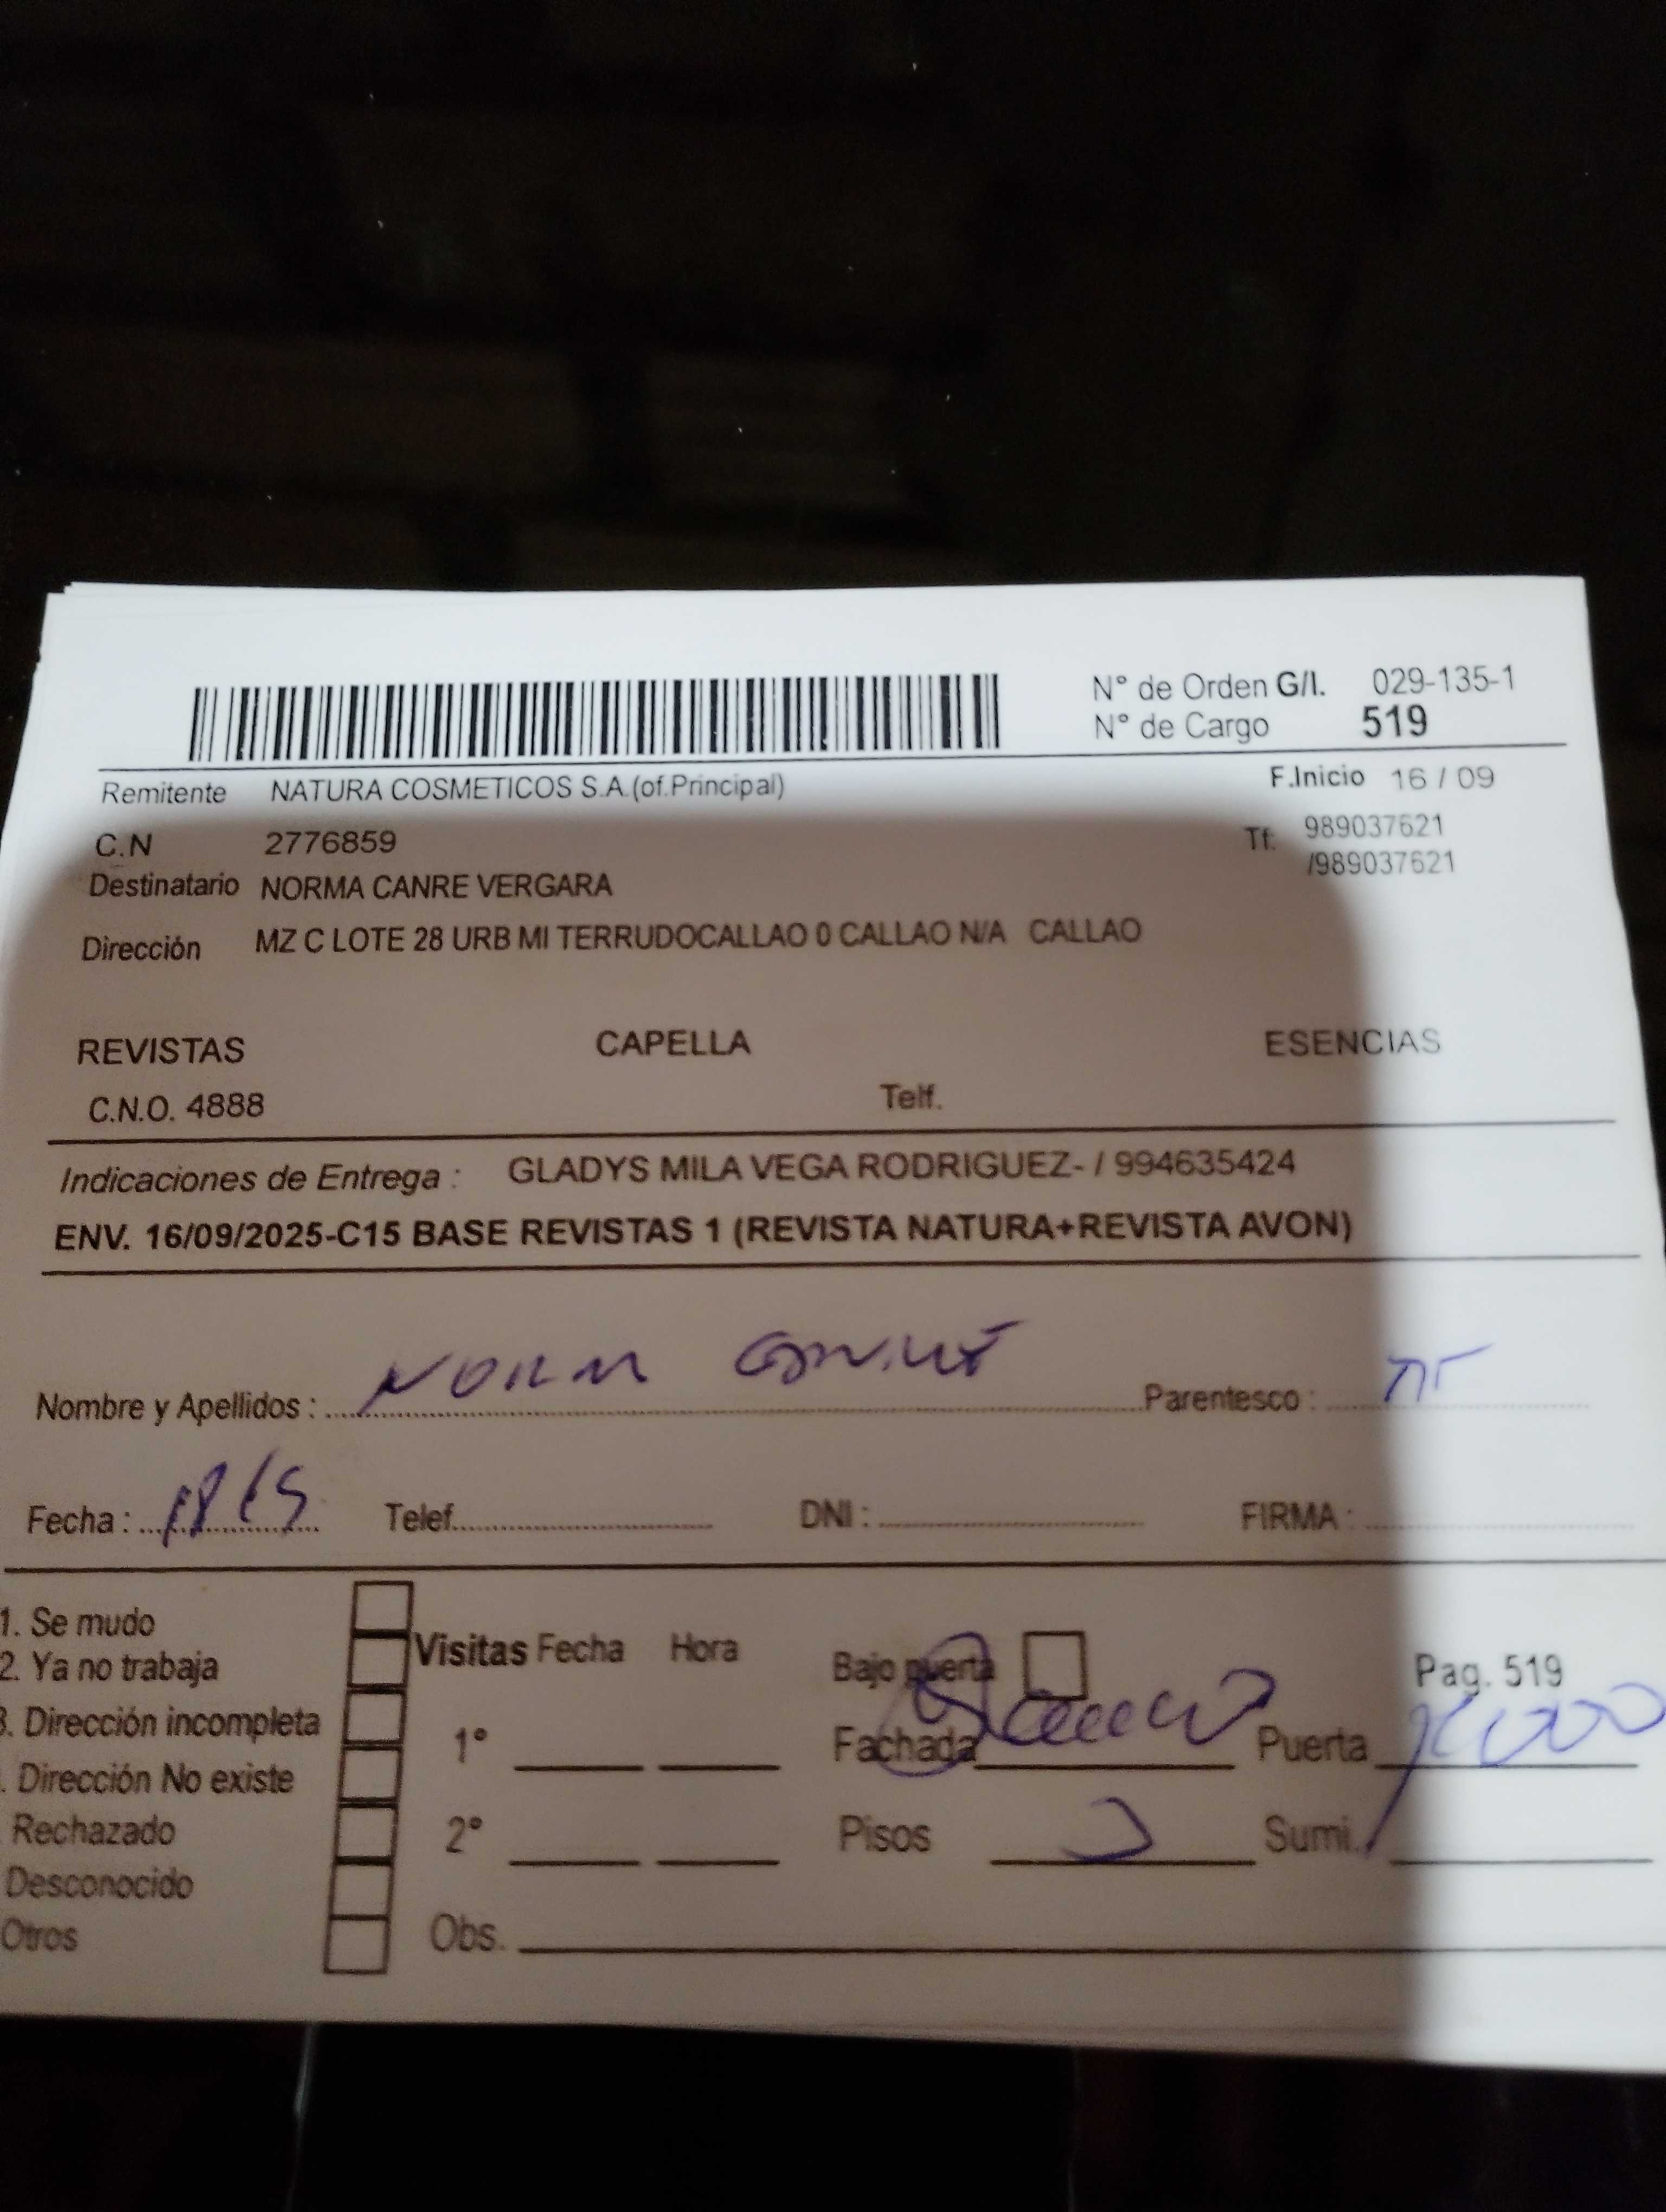 N° de Orden G/I. 029-135-1
N° de Cargo 519
Remitente NATURA COSMETICOS S.A.(of.Principal) F.Inicio 16 / 09
C.N 2776859 Tf: 989037621
/989037621
Destinatario NORMA CANRE VERGARA
Dirección MZ C LOTE 28 URB MI TERRUDOCALLAO 0 CALLAO N/A CALLAO
REVISTAS CAPELLA ESENCIAS
C.N.O. 4888 Telf.
Indicaciones de Entrega : GLADYS MILA VEGA RODRIGUEZ- / 994635424
ENV. 16/09/2025-C15 BASE REVISTAS 1 (REVISTA NATURA+REVISTA AVON)
Nombre y Apellidos : Parentesco :
Fecha : Telef. DNI : FIRMA :
1. Se mudo
2. Ya no trabaja
3. Dirección incompleta
. Dirección No existe
Rechazado
Desconocido
Otros
Visitas Fecha Hora
1°
2°
Obs.
Bajo puerta Pag. 519
Fachada Puerta
Pisos Sumi.